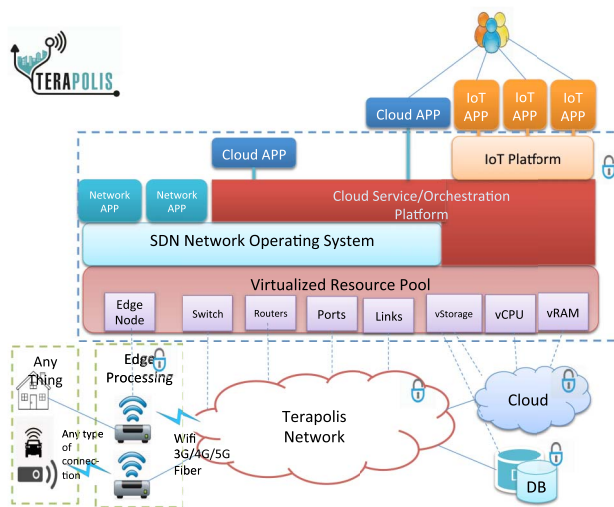 TERAPOLIS
IoT
APP
IoT
APP
IoT
APP
Cloud APP
Cloud APP
IoT Platform
Network
APP
Network
APP
Cloud Service/Orchestration
Platform
SDN Network Operating System
Virtualized Resource Pool
Edge
Node
Switch
Routers
Ports
Links
vStorage
vCPU
vRAM
Any
Thing
Edge
Processing
Any type
of
connec-
tion
Wifi
3G/4G/5G
Fiber
Terapolis
Network
Cloud
DB